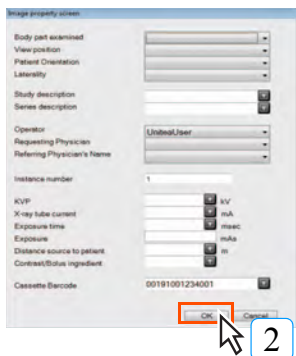 Image property screen
Body part examined
View position
Patient Orientation
Laterality
Study description
Series description
Operator UniteaUser
Requesting Physician
Referring Physician's Name
Instance number 1
KVP kV
X-ray tube current mA
Exposure time msec
Exposure mAs
Distance source to patient m
Contrast/Bolus ingredient
Cassette Barcode 00191001234001
OK Cancel
2